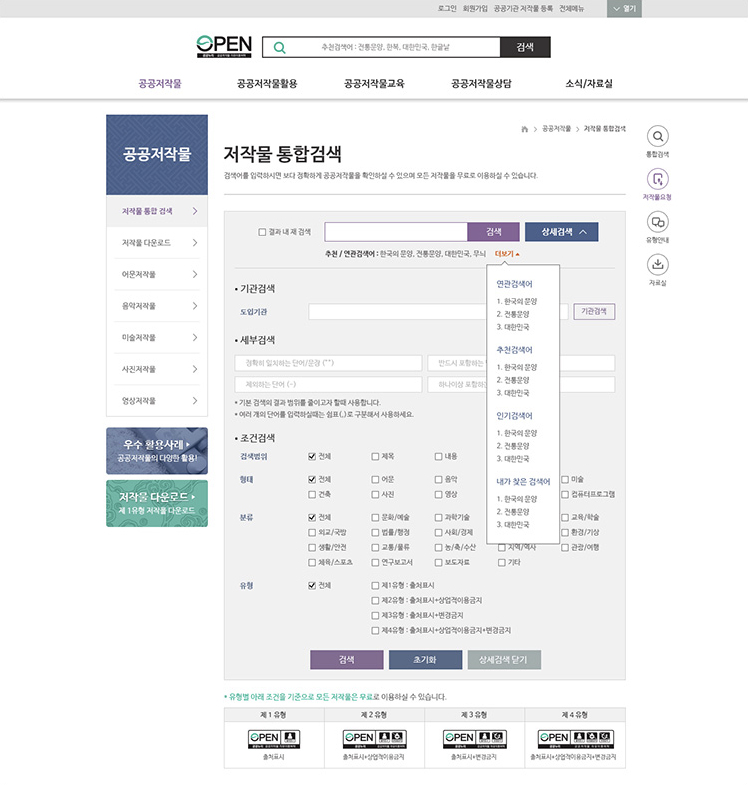 로그인 회원가입 공공기관 저작물 등록 전체메뉴 열기
OPEN
추천검색어 : 전통문양, 한복, 대한민국, 한글날
검색
공공저작물 공공저작물활용 공공저작물교육 공공저작물상담 소식/자료실
공공저작물
저작물 통합 검색
저작물 다운로드
어문저작물
음악저작물
미술저작물
사진저작물
영상저작물
우수 활용사례
공공저작물의 다양한 활용!
저작물 다운로드
제 1유형 저작물 다운로드
공공저작물 > 저작물 통합검색
저작물 통합검색
검색어를 입력하시면 보다 정확하게 공공저작물을 확인하실 수 있으며 모든 저작물을 무료로 이용하실 수 있습니다.
결과 내 재 검색 검색 상세검색
추천 / 연관검색어 : 한국의 문양, 전통문양, 대한민국, 무늬 더보기
연관검색어
1. 한국의 문양
2. 전통문양
3. 대한민국
추천검색어
1. 한국의 문양
2. 전통문양
3. 대한민국
인기검색어
1. 한국의 문양
2. 전통문양
3. 대한민국
내가 찾은 검색어
1. 한국의 문양
2. 전통문양
3. 대한민국
• 기관검색
도입기관 기관검색
• 세부검색
정확히 일치하는 단어/문장 (" ") 반드시 포함하는
제외하는 단어 (-) 하나이상 포함하는
* 기본 검색의 결과 범위를 줄이고자 할때 사용합니다.
* 여러 개의 단어를 입력하실때는 쉼표(,)로 구분해서 사용하세요.
• 조건검색
검색범위 전체 제목 내용
형태 전체 어문 음악 미술
건축 사진 영상 컴퓨터프로그램
분류 전체 문화/예술 과학기술 교육/학술
외교/국방 법률/행정 사회/경제 환경/기상
생활/안전 교통/물류 농/축/수산 지역/역사 관광/여행
체육/스포츠 연구보고서 보도자료 기타
유형 전체 제1유형 : 출처표시
제2유형 : 출처표시+상업적이용금지
제3유형 : 출처표시+변경금지
제4유형 : 출처표시+상업적이용금지+변경금지
검색 초기화 상세검색 닫기
* 유형별 아래 조건을 기준으로 모든 저작물은 무료로 이용하실 수 있습니다.
제 1 유형 제 2 유형 제 3 유형 제 4 유형
OPEN OPEN OPEN OPEN
출처표시 출처표시+상업적이용금지 출처표시+변경금지 출처표시+상업적이용금지+변경금지
통합검색
저작물요청
유형안내
자료실